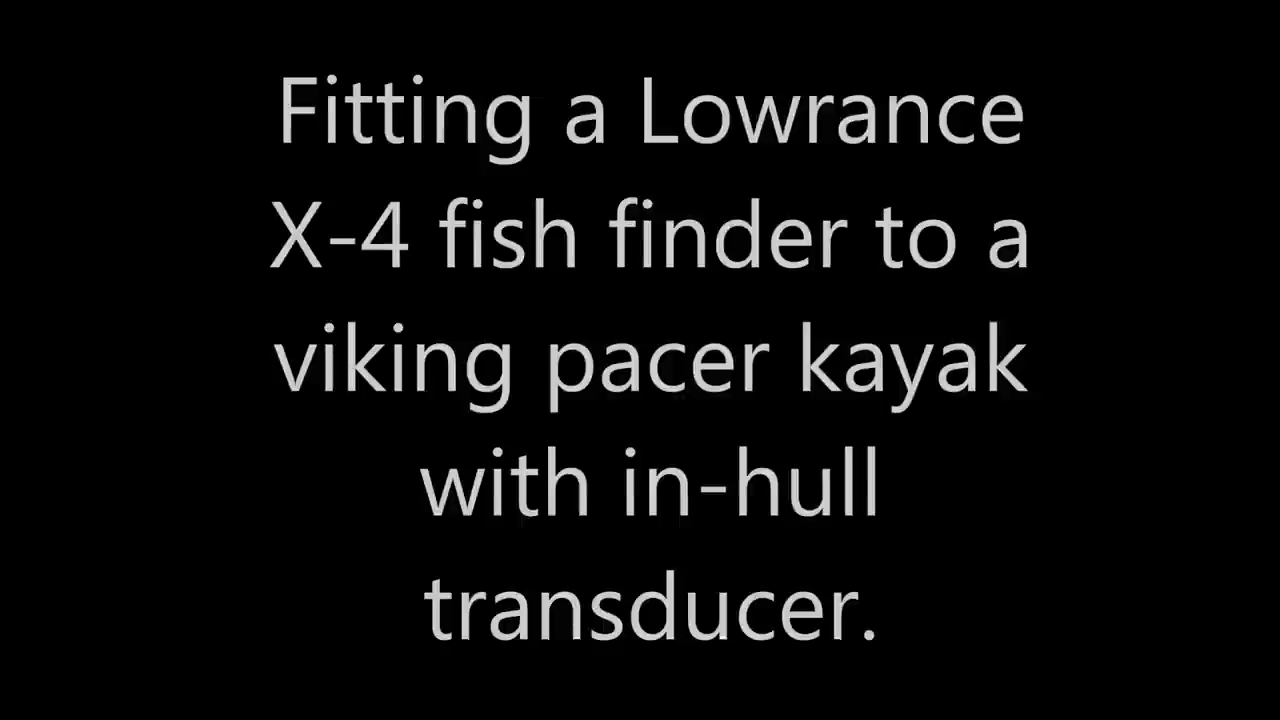 Fitting a Lowrance
X-4 fish finder to a
viking pacer kayak
with in-hull
transducer.